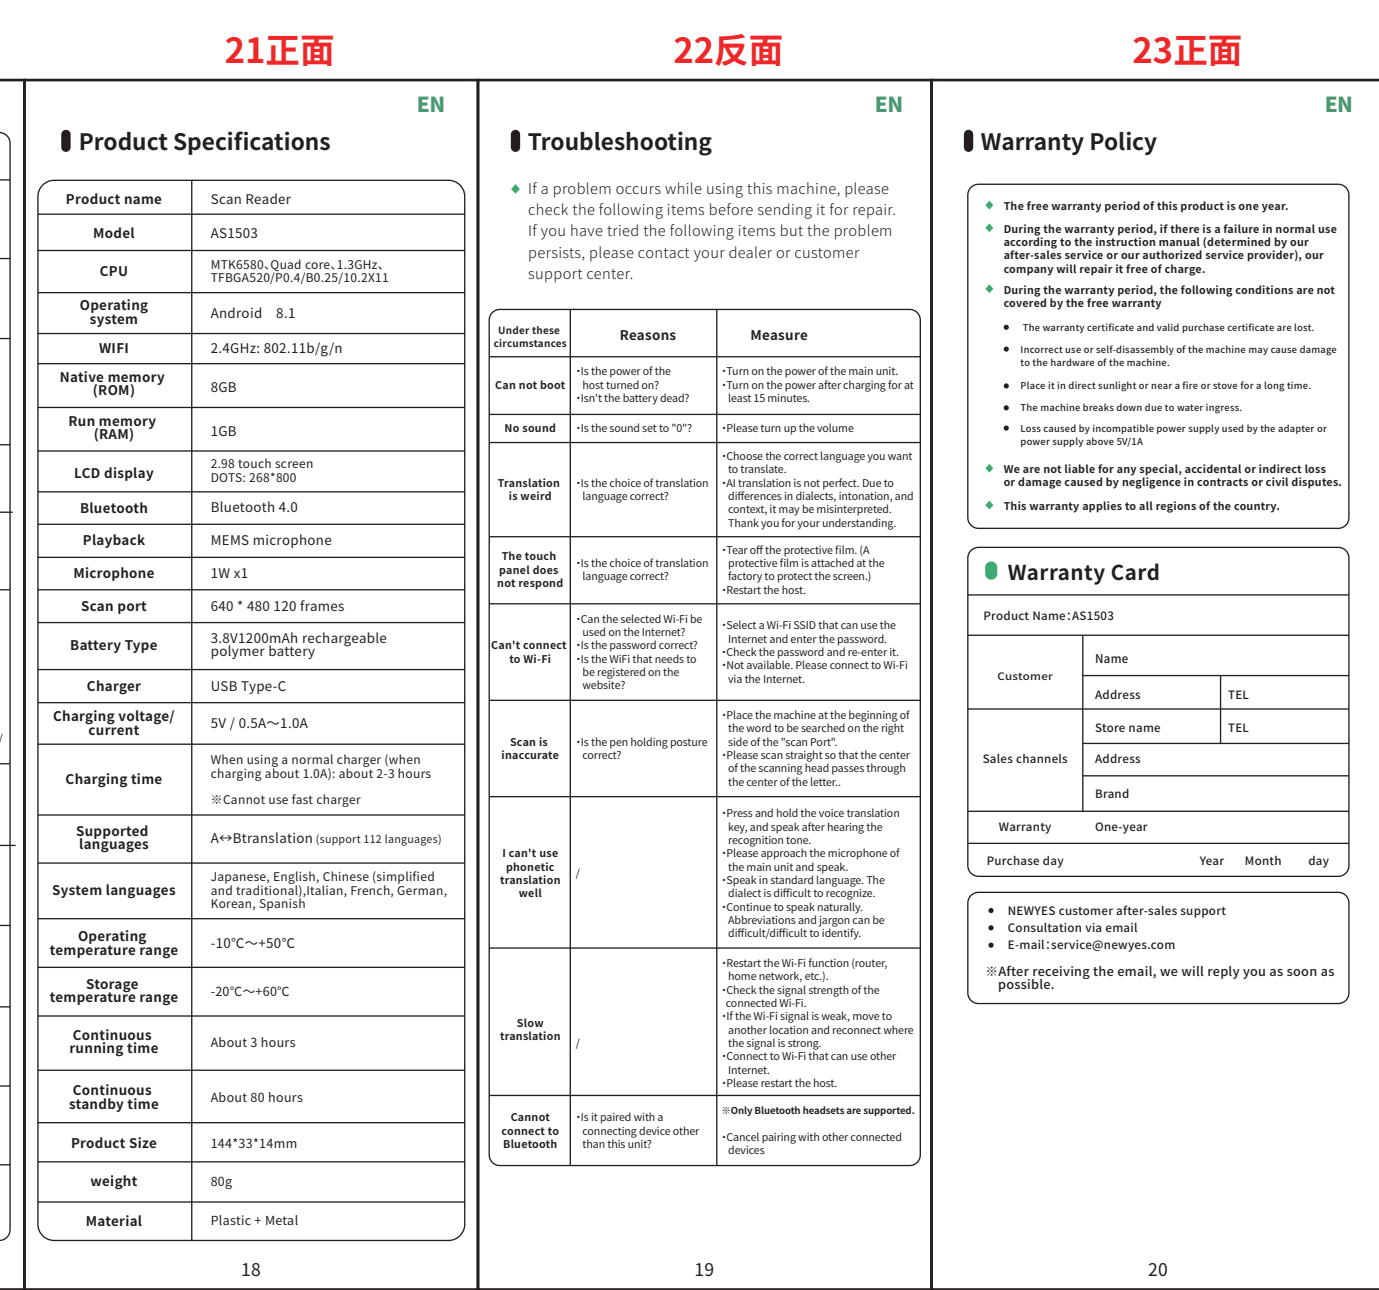 21正面
EN
Product Specifications
Product name
Scan Reader
Model
AS1503
CPU
MTK6580、Quad core、1.3GHz、
TFBGA520/P0.4/B0.25/10.2X11
Operating
system
Android 8.1
WIFI
2.4GHz: 802.11b/g/n
Native memory
(ROM)
8GB
Run memory
(RAM)
1GB
LCD display
2.98 touch screen
DOTS: 268*800
Bluetooth
Bluetooth 4.0
Playback
MEMS microphone
Microphone
1W x1
Scan port
640 * 480 120 frames
Battery Type
3.8V1200mAh rechargeable
polymer battery
Charger
USB Type-C
Charging voltage/
current
5V / 0.5A～1.0A
Charging time
When using a normal charger (when
charging about 1.0A): about 2-3 hours
※Cannot use fast charger
Supported
languages
A↔Btranslation (support 112 languages)
System languages
Japanese, English, Chinese (simplified
and traditional),Italian, French, German,
Korean, Spanish
Operating
temperature range
-10℃～+50℃
Storage
temperature range
-20℃～+60℃
Continuous
running time
About 3 hours
Continuous
standby time
About 80 hours
Product Size
144*33*14mm
weight
80g
Material
Plastic + Metal
18
22反面
EN
Troubleshooting
If a problem occurs while using this machine, please
check the following items before sending it for repair.
If you have tried the following items but the problem
persists, please contact your dealer or customer
support center.
Under these
circumstances
Reasons
Measure
Can not boot
·Is the power of the
host turned on?
·Isn't the battery dead?
·Turn on the power of the main unit.
·Turn on the power after charging for at
least 15 minutes.
No sound
·Is the sound set to "0"?
·Please turn up the volume
Translation
is weird
·Is the choice of translation
language correct?
·Choose the correct language you want
to translate.
·AI translation is not perfect. Due to
differences in dialects, intonation, and
context, it may be misinterpreted.
Thank you for your understanding.
The touch
panel does
not respond
·Is the choice of translation
language correct?
·Tear off the protective film. (A
protective film is attached at the
factory to protect the screen.)
·Restart the host.
Can't connect
to Wi-Fi
·Can the selected Wi-Fi be
used on the Internet?
·Is the password correct?
·Is the WiFi that needs to
be registered on the
website?
·Select a Wi-Fi SSID that can use the
Internet and enter the password.
·Check the password and re-enter it.
·Not available. Please connect to Wi-Fi
via the Internet.
Scan is
inaccurate
·Is the pen holding posture
correct?
·Place the machine at the beginning of
the word to be searched on the right
side of the "scan Port".
·Please scan straight so that the center
of the scanning head passes through
the center of the letter..
I can't use
phonetic
translation
well
/
·Press and hold the voice translation
key, and speak after hearing the
recognition tone.
·Please approach the microphone of
the main unit and speak.
·Speak in standard language. The
dialect is difficult to recognize.
·Continue to speak naturally.
Abbreviations and jargon can be
difficult/difficult to identify.
Slow
translation
/
·Restart the Wi-Fi function (router,
home network, etc.).
·Check the signal strength of the
connected Wi-Fi.
·If the Wi-Fi signal is weak, move to
another location and reconnect where
the signal is strong.
·Connect to Wi-Fi that can use other
Internet.
·Please restart the host.
Cannot
connect to
Bluetooth
·Is it paired with a
connecting device other
than this unit?
※Only Bluetooth headsets are supported.
·Cancel pairing with other connected
devices
19
23正面
EN
Warranty Policy
The free warranty period of this product is one year.
During the warranty period, if there is a failure in normal use
according to the instruction manual (determined by our
after-sales service or our authorized service provider), our
company will repair it free of charge.
During the warranty period, the following conditions are not
covered by the free warranty
The warranty certificate and valid purchase certificate are lost.
Incorrect use or self-disassembly of the machine may cause damage
to the hardware of the machine.
Place it in direct sunlight or near a fire or stove for a long time.
The machine breaks down due to water ingress.
Loss caused by incompatible power supply used by the adapter or
power supply above 5V/1A
We are not liable for any special, accidental or indirect loss
or damage caused by negligence in contracts or civil disputes.
This warranty applies to all regions of the country.
Warranty Card
Product Name：AS1503
Customer
Name
Address
TEL
Sales channels
Store name
TEL
Address
Brand
Warranty
One-year
Purchase day
Year Month day
NEWYES customer after-sales support
Consultation via email
E-mail：service@newyes.com
※After receiving the email, we will reply you as soon as
possible.
20